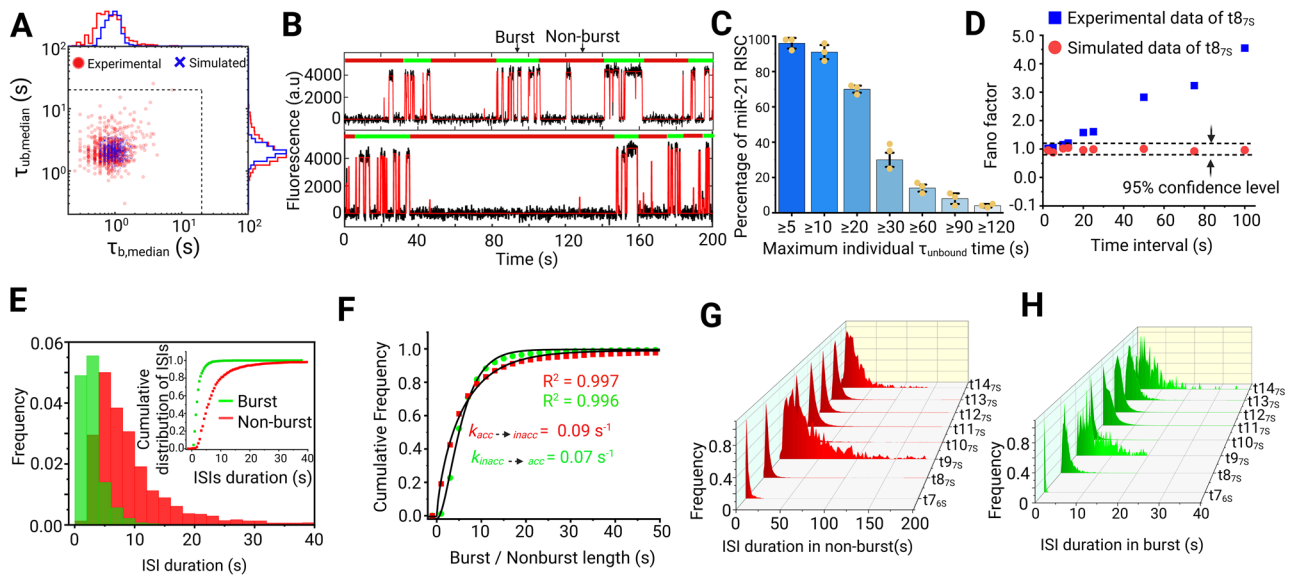 A
10²
10¹
10⁰
τub,median (s)
Experimental
Simulated
10⁰
10¹
10²
τb,median (s)
B
Burst
Non-burst
Fluorescence (a.u)
4000
2000
0
4000
2000
0
0
40
80
120
160
200
Time (s)
C
Percentage of miR-21 RISC
100
80
60
40
20
0
≥5
≥10
≥20
≥30
≥60
≥90
≥120
Maximum individual τunbound time (s)
D
Experimental data of t8₇S
Simulated data of t8₇S
Fano factor
5.0
4.0
3.0
2.0
1.0
0.0
-0.1
95% confidence level
0
20
40
60
80
100
Time interval (s)
E
Frequency
0.06
0.04
0.02
0.00
0
10
20
30
40
ISI duration (s)
Cumulative
distribution of ISIs
1.0
0.8
0.6
0.4
0.2
0.0
Burst
Non-burst
0
10
20
30
40
ISIs duration (s)
F
Cumulative Frequency
1.0
0.8
0.6
0.4
0.2
0.0
R² = 0.997
R² = 0.996
kacc ⇢ inacc = 0.09 s⁻¹
kinacc ⇢ acc = 0.07 s⁻¹
0
10
20
30
40
50
Burst / Nonburst length (s)
G
Frequency
0.8
0.4
0
t14₇S
t13₇S
t12₇S
t11₇S
t10₇S
t9₇S
t8₇S
t7₆S
0
50
100
150
200
ISI duration in non-burst(s)
H
Frequency
0.8
0.4
0
t14₇S
t13₇S
t12₇S
t11₇S
t10₇S
t9₇S
t8₇S
t7₆S
0
10
20
30
40
ISI duration in burst (s)